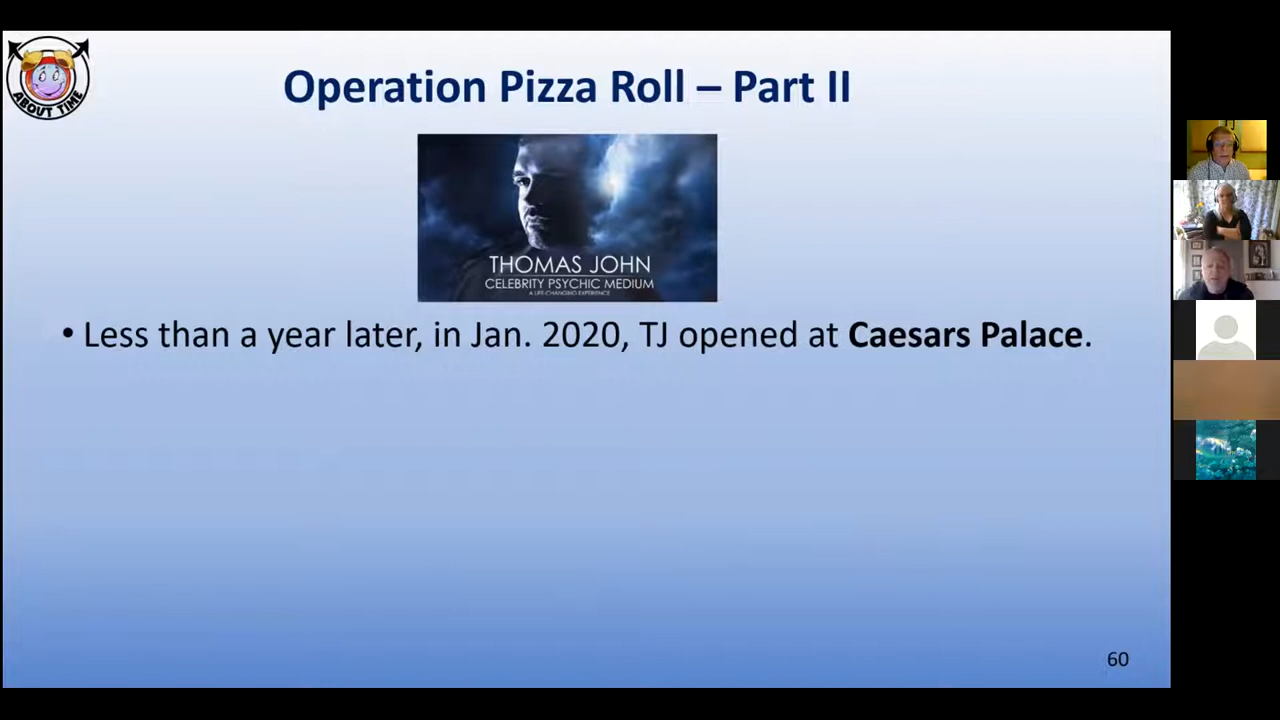 ABOUT TIME
Operation Pizza Roll – Part II
THOMAS JOHN
CELEBRITY PSYCHIC MEDIUM
A LIFE-CHANGING EXPERIENCE
• Less than a year later, in Jan. 2020, TJ opened at Caesars Palace.
60